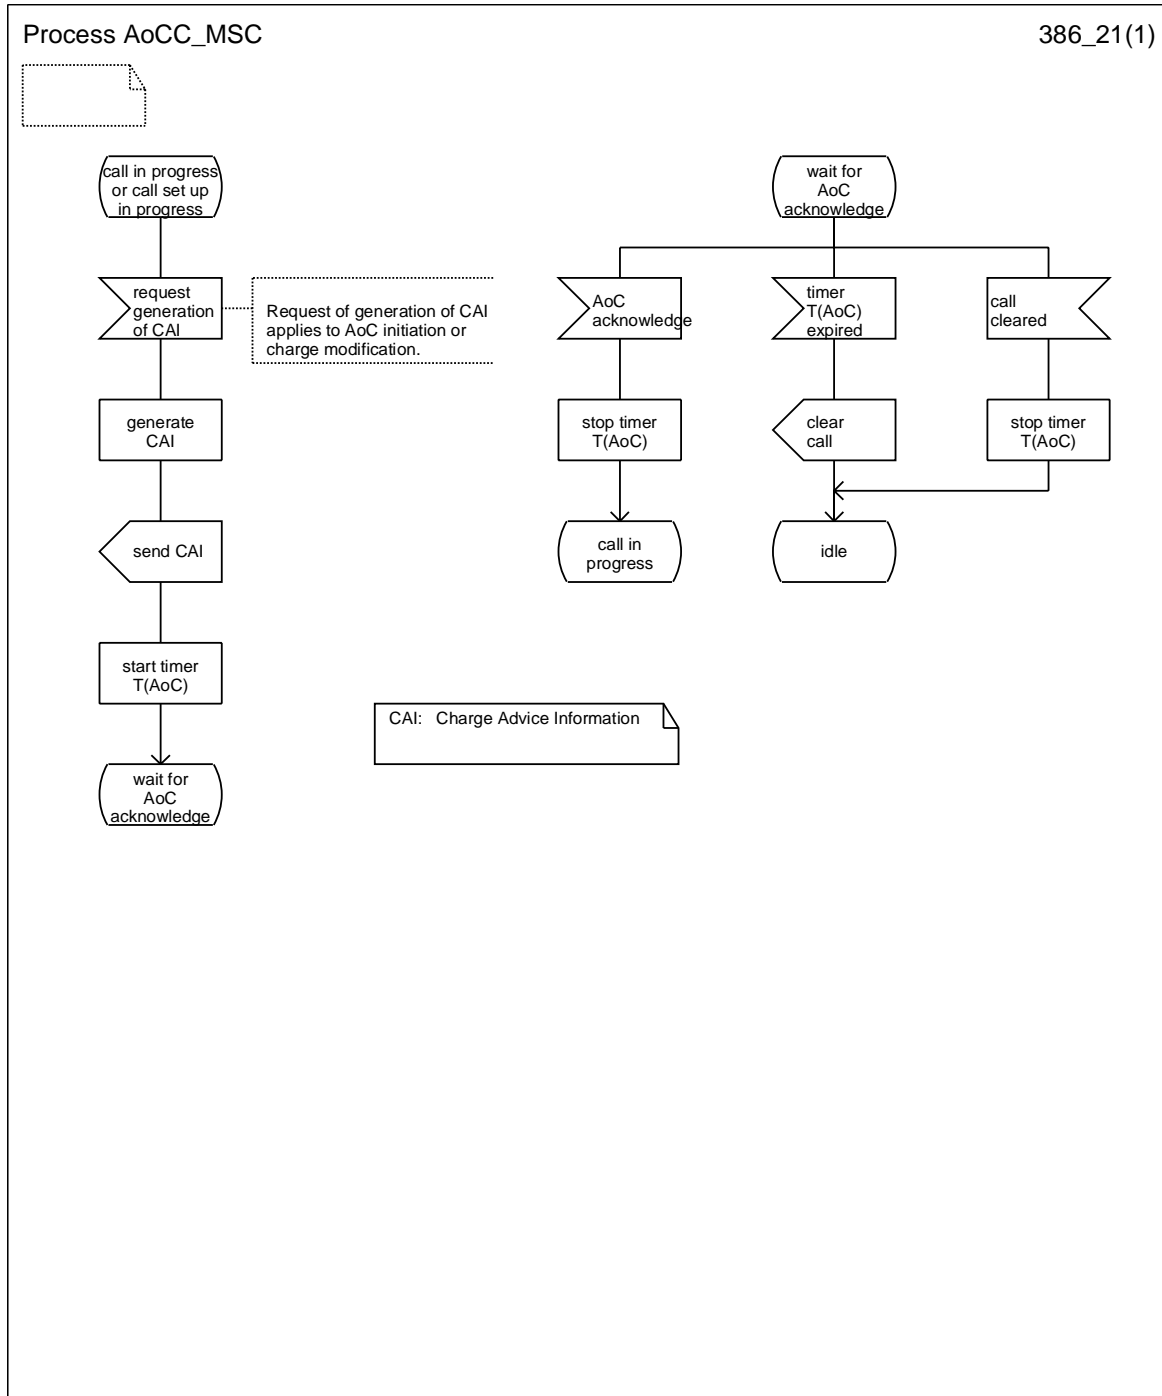 Process AoCC_MSC
386_21(1)
call in progress
or call set up
in progress
request
generation
of CAI
Request of generation of CAI
applies to AoC initiation or
charge modification.
generate
CAI
send CAI
start timer
T(AoC)
wait for
AoC
acknowledge
wait for
AoC
acknowledge
AoC
acknowledge
timer
T(AoC)
expired
call
cleared
stop timer
T(AoC)
clear
call
stop timer
T(AoC)
call in
progress
idle
CAI: Charge Advice Information